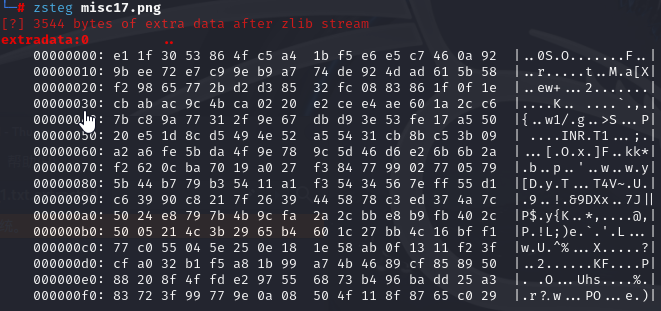 └─# zsteg misc17.png
[?] 3544 bytes of extra data after zlib stream
extradata:0 ..
00000000: e1 1f 30 53 86 4f c5 a4 1b f5 e6 e5 c7 46 0a 92 |..0S.O.......F..|
00000010: 9b ee 72 e7 c9 9e b9 a7 74 de 92 4d ad 61 5b 58 |..r.....t..M.a[X|
00000020: f2 98 65 77 2b d2 d3 85 32 fc 08 83 86 1f 0f 1e |..ew+...2.......|
00000030: cb ab ac 9c 4b ca 02 20 e2 ce e4 ae 60 1a 2c c6 |....K.. ....`.,.|
00000040: 7b c8 9a 77 31 2f 9e 67 db d9 3e 53 fe 17 a5 50 |{..w1/.g..>S...P|
00000050: 20 e5 1d 8c d5 49 4e 52 a5 54 31 cb 8b c5 3b 09 | ....INR.T1...;.|
00000060: a2 a6 fe 5b da 4f 9e 78 9c 5d 46 d6 e2 6b 6b 2a |...[.O.x.]F..kk*|
00000070: f2 62 0c ba 70 19 a0 27 f3 84 77 99 02 77 05 79 |.b..p..'..w..w.y|
00000080: 5b 44 b7 79 b3 54 11 a1 f3 54 34 56 7e ff 55 d1 |[D.y.T...T4V~.U.|
00000090: c6 39 90 c8 21 7f 26 39 44 58 78 c3 ed 37 4a 7c |.9..!.&9DXx..7J||
000000a0: 50 24 e8 79 7b 4b 9c fa 2a 2c bb e8 b9 fb 40 2c |P$.y{K..*,....@,|
000000b0: 50 05 21 4c 3b 29 65 b4 60 1c 27 bb 4c 16 bf f1 |P.!L;)e.`.'.L...|
000000c0: 77 c0 55 04 5e 25 0e 18 1e 58 ab 0f 13 11 f2 3f |w.U.^%...X.....?|
000000d0: cf a0 32 b1 f5 a8 1b 99 a7 4b 46 89 cf 85 89 50 |..2......KF....P|
000000e0: 88 20 8f 4f fd e2 97 55 68 73 b4 96 ba dd 25 a3 |. .O...Uhs....%.|
000000f0: 83 72 3f 99 77 9e 0a 08 50 4f 11 8f 87 65 c0 29 |.r?.w...PO...e.)|